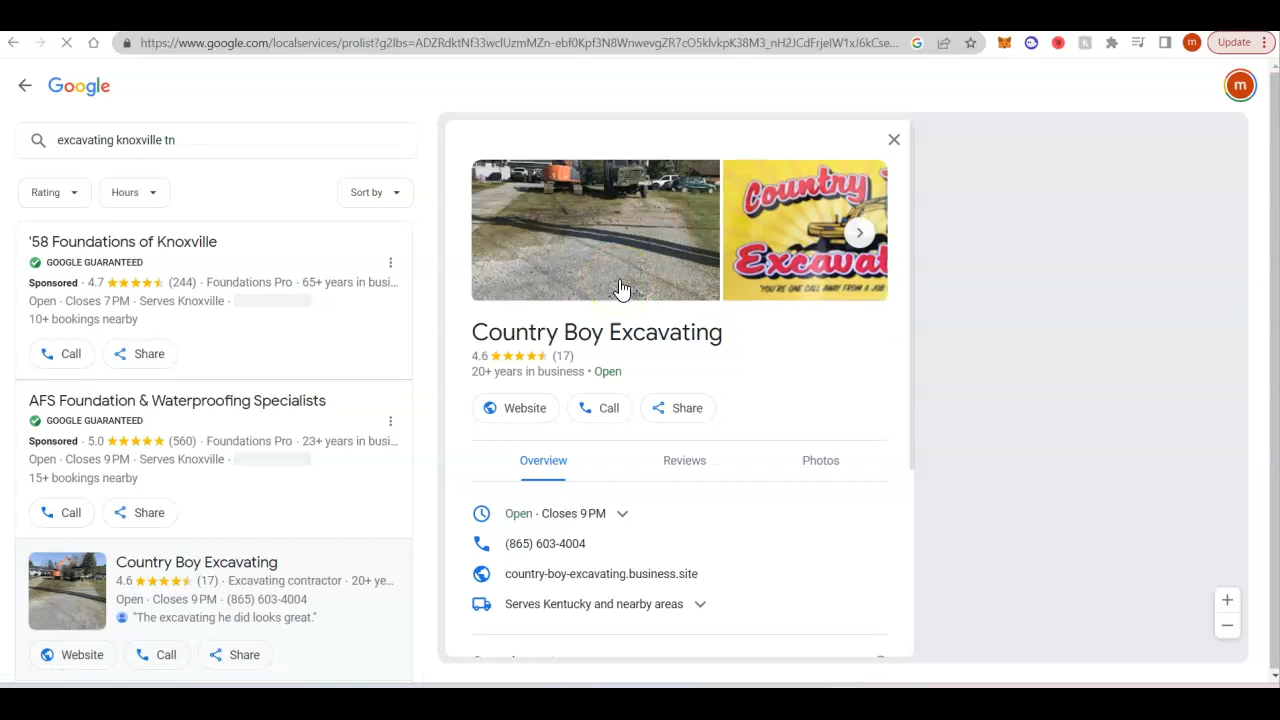 https://www.google.com/localservices/prolist?g2lbs=ADZRdktNf33wdUzmMZn-ebf0Kpf3N8WnwevgZR7cO5klvkpK38M3_nH2JCdFrjeIW1xJ6kCse...
m
Update
Google
m
excavating knoxville tn
Rating
Hours
Sort by
'58 Foundations of Knoxville
GOOGLE GUARANTEED
Sponsored · 4.7 (244) · Foundations Pro · 65+ years in busi...
Open · Closes 7 PM · Serves Knoxville ·
10+ bookings nearby
Call
Share
AFS Foundation & Waterproofing Specialists
GOOGLE GUARANTEED
Sponsored · 5.0 (560) · Foundations Pro · 23+ years in busi...
Open · Closes 9 PM · Serves Knoxville ·
15+ bookings nearby
Call
Share
Country Boy Excavating
4.6 (17) · Excavating contractor · 20+ ye...
Open · Closes 9 PM · (865) 603-4004
"The excavating he did looks great."
Website
Call
Share
Country
Excavat
"YOU'RE ONE CALL AWAY FROM A JOB
Country Boy Excavating
4.6 (17)
20+ years in business • Open
Website
Call
Share
Overview
Reviews
Photos
Open · Closes 9 PM
(865) 603-4004
country-boy-excavating.business.site
Serves Kentucky and nearby areas